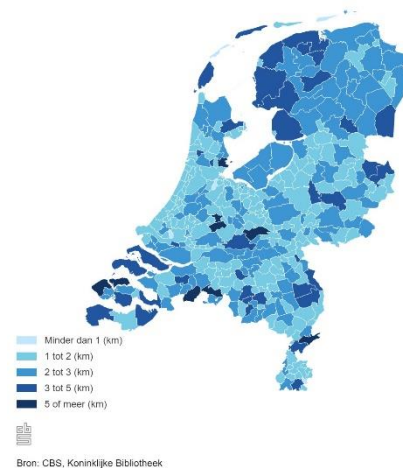 Minder dan 1 (km)
1 tot 2 (km)
2 tot 3 (km)
3 tot 5 (km)
5 of meer (km)
Bron: CBS, Koninklijke Bibliotheek